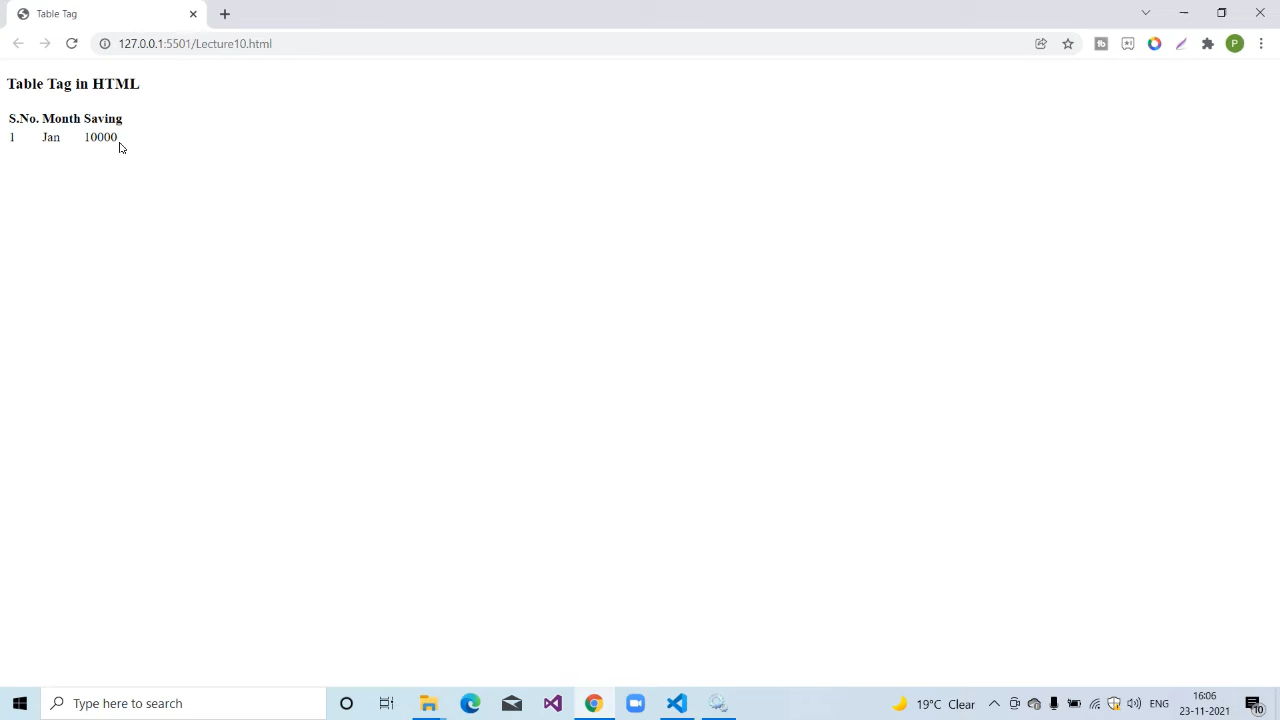 Table Tag
127.0.0.1:5501/Lecture10.html
P
Table Tag in HTML
S.No. Month Saving
1 Jan 10000
Type here to search
19°C Clear
ENG
16:06
23-11-2021
10